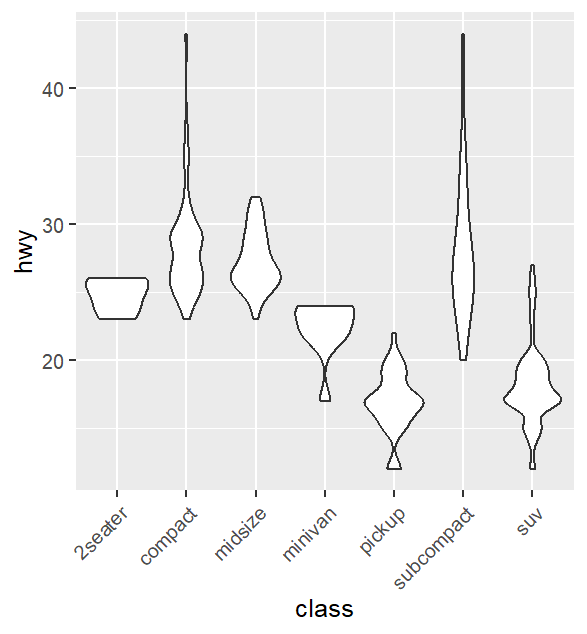 hwy
40
30
20
2seater
compact
midsize
minivan
pickup
subcompact
suv
class